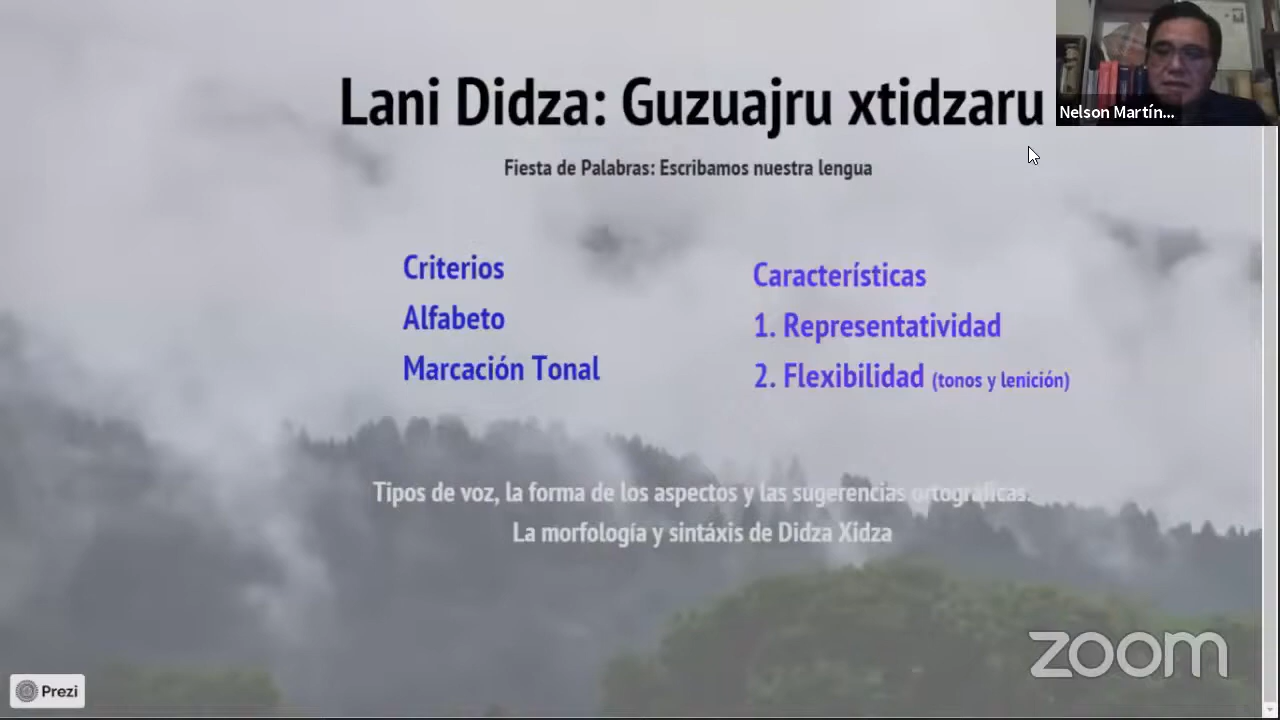 Lani Didza: Guzuajru xtidzaru
Nelson Martín...
Fiesta de Palabras: Escribamos nuestra lengua
Criterios
Alfabeto
Marcación Tonal
Características
1. Representatividad
2. Flexibilidad (tonos y lenición)
Tipos de voz, la forma de los aspectos y las sugerencias ortográficas.
La morfología y sintáxis de Didza Xidza
zoom
Prezi